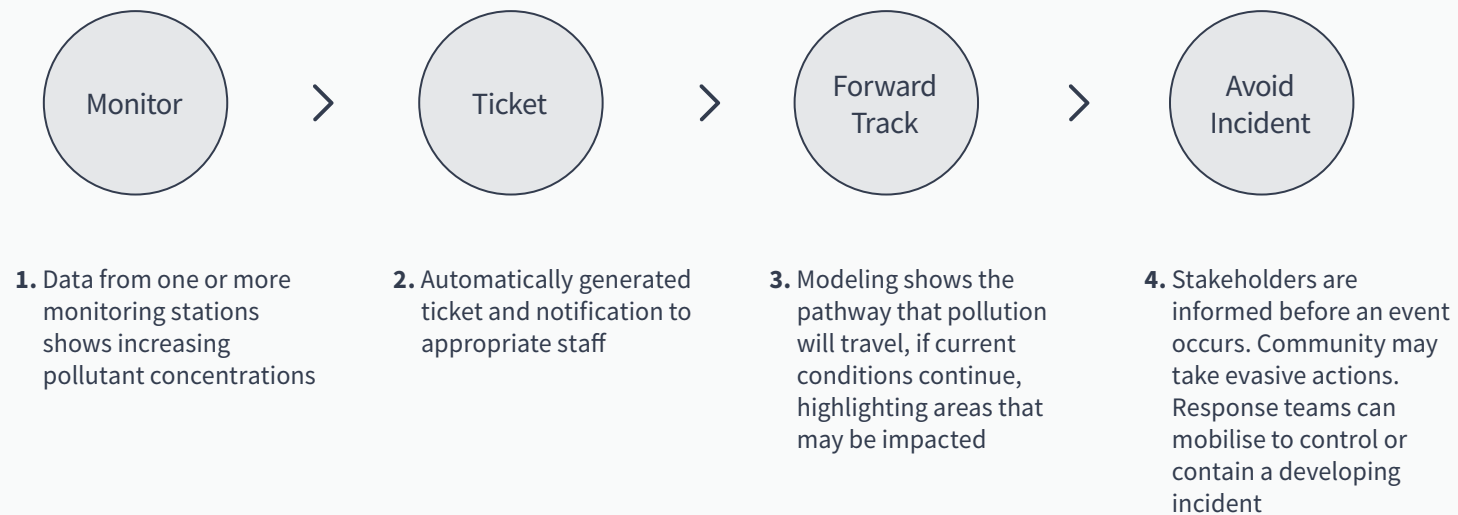 Monitor
Ticket
Forward
Track
Avoid
Incident
1. Data from one or more
monitoring stations
shows increasing
pollutant concentrations
2. Automatically generated
ticket and notification to
appropriate staff
3. Modeling shows the
pathway that pollution
will travel, if current
conditions continue,
highlighting areas that
may be impacted
4. Stakeholders are
informed before an event
occurs. Community may
take evasive actions.
Response teams can
mobilise to control or
contain a developing
incident